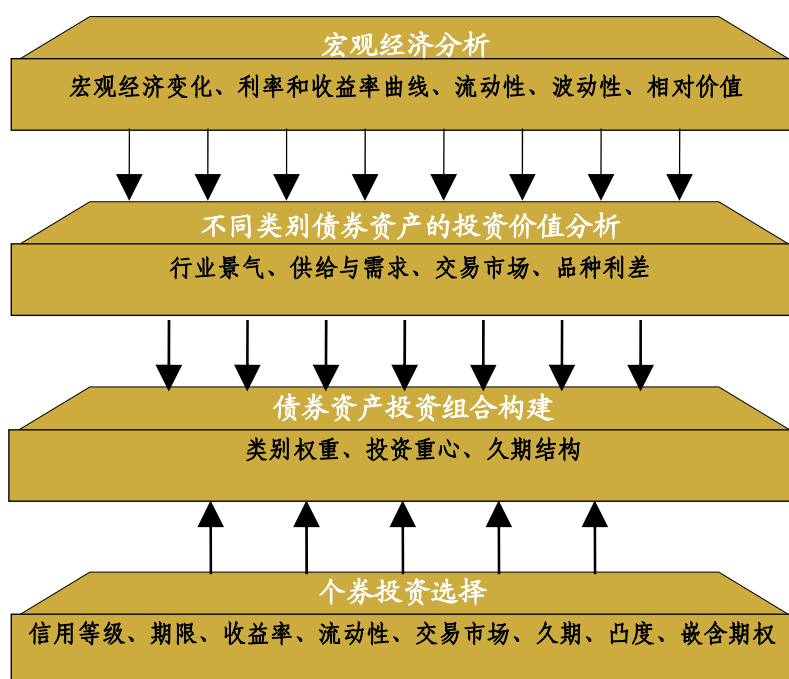 宏观经济分析
宏观经济变化、利率和收益率曲线、流动性、波动性、相对价值
不同类别债券资产的投资价值分析
行业景气、供给与需求、交易市场、品种利差
债券资产投资组合构建
类别权重、投资重心、久期结构
个券投资选择
信用等级、期限、收益率、流动性、交易市场、久期、凸度、嵌含期权